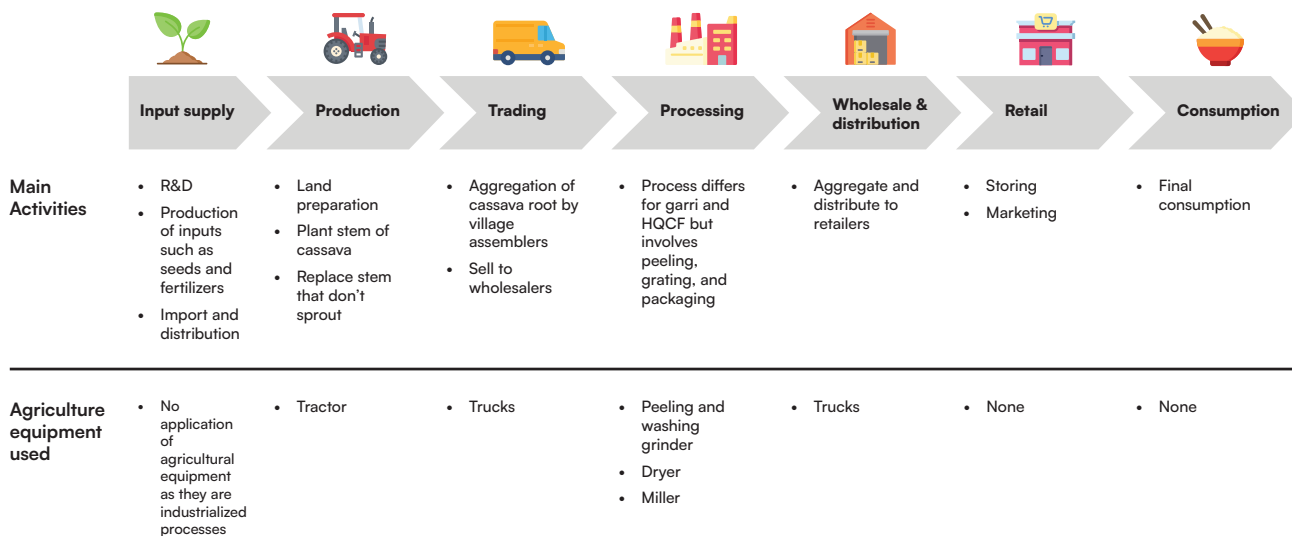 Input supply
Production
Trading
Processing
Wholesale &
distribution
Retail
Consumption
Main
Activities
• R&D
• Production
of inputs
such as
seeds and
fertilizers
• Import and
distribution
• Land
preparation
• Plant stem of
cassava
• Replace stem
that don’t
sprout
• Aggregation of
cassava root by
village
assemblers
• Sell to
wholesalers
• Process differs
for garri and
HQCF but
involves
peeling,
grating, and
packaging
• Aggregate and
distribute to
retailers
• Storing
• Marketing
• Final
consumption
Agriculture
equipment
used
• No
application
of
agricultural
equipment
as they are
industrialized
processes
• Tractor
• Trucks
• Peeling and
washing
grinder
• Dryer
• Miller
• Trucks
• None
• None